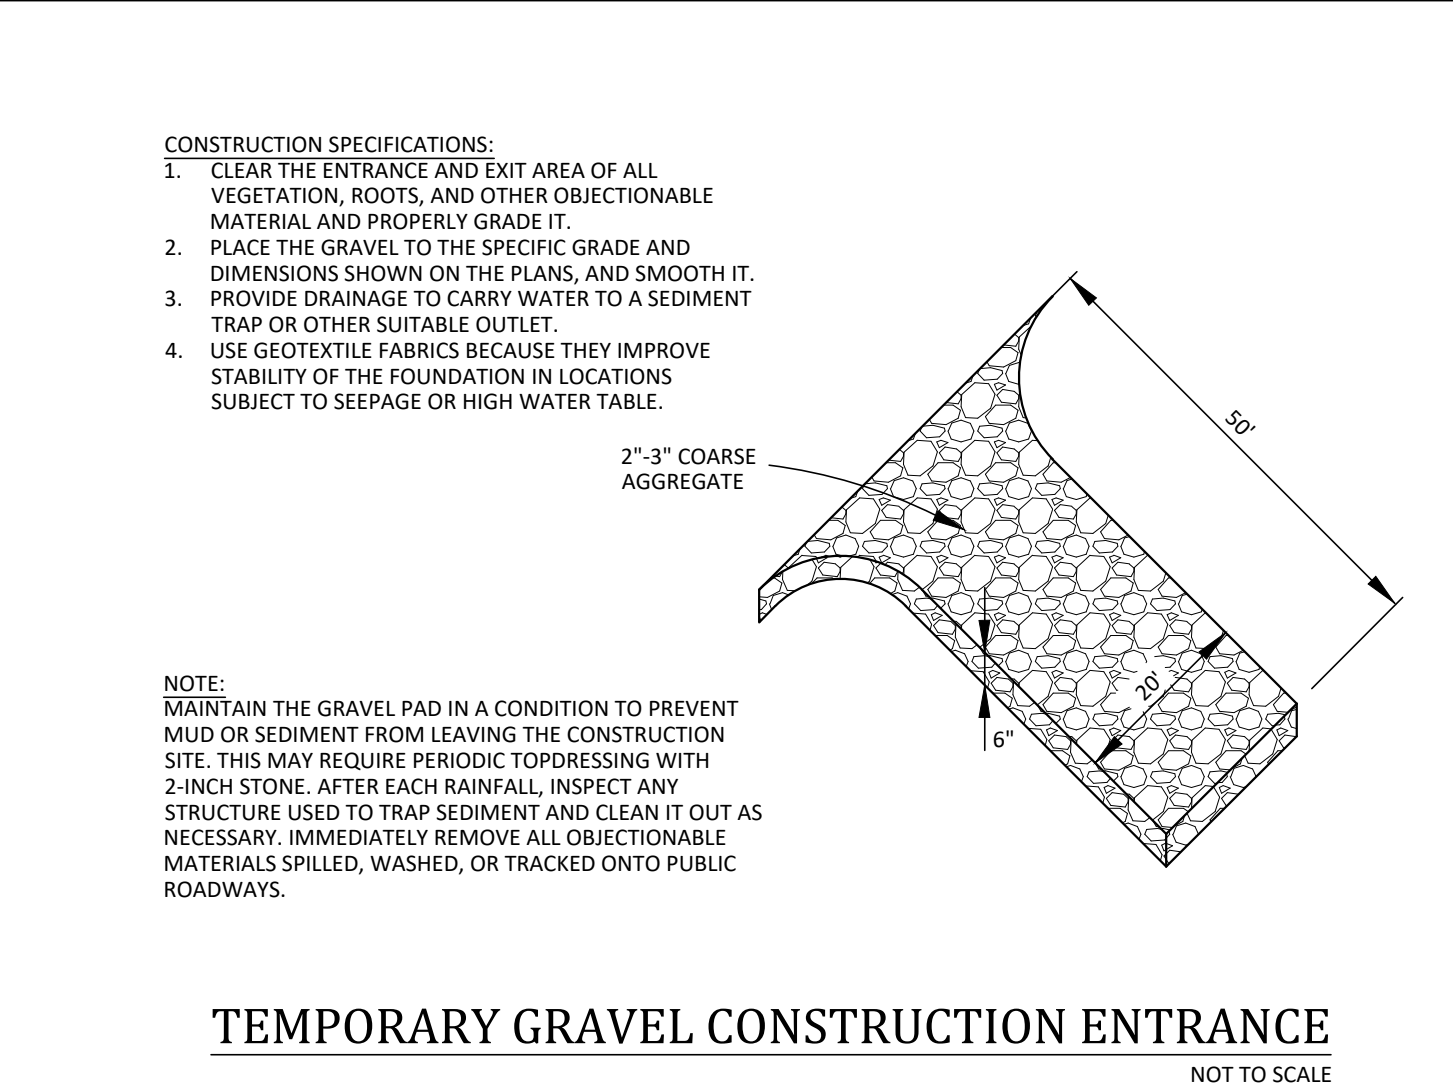 CONSTRUCTION SPECIFICATIONS:
1. CLEAR THE ENTRANCE AND EXIT AREA OF ALL
VEGETATION, ROOTS, AND OTHER OBJECTIONABLE
MATERIAL AND PROPERLY GRADE IT.
2. PLACE THE GRAVEL TO THE SPECIFIC GRADE AND
DIMENSIONS SHOWN ON THE PLANS, AND SMOOTH IT.
3. PROVIDE DRAINAGE TO CARRY WATER TO A SEDIMENT
TRAP OR OTHER SUITABLE OUTLET.
4. USE GEOTEXTILE FABRICS BECAUSE THEY IMPROVE
STABILITY OF THE FOUNDATION IN LOCATIONS
SUBJECT TO SEEPAGE OR HIGH WATER TABLE.
50'
2"-3" COARSE
AGGREGATE
20'
6"
NOTE:
MAINTAIN THE GRAVEL PAD IN A CONDITION TO PREVENT
MUD OR SEDIMENT FROM LEAVING THE CONSTRUCTION
SITE. THIS MAY REQUIRE PERIODIC TOPDRESSING WITH
2-INCH STONE. AFTER EACH RAINFALL, INSPECT ANY
STRUCTURE USED TO TRAP SEDIMENT AND CLEAN IT OUT AS
NECESSARY. IMMEDIATELY REMOVE ALL OBJECTIONABLE
MATERIALS SPILLED, WASHED, OR TRACKED ONTO PUBLIC
ROADWAYS.
TEMPORARY GRAVEL CONSTRUCTION ENTRANCE
NOT TO SCALE